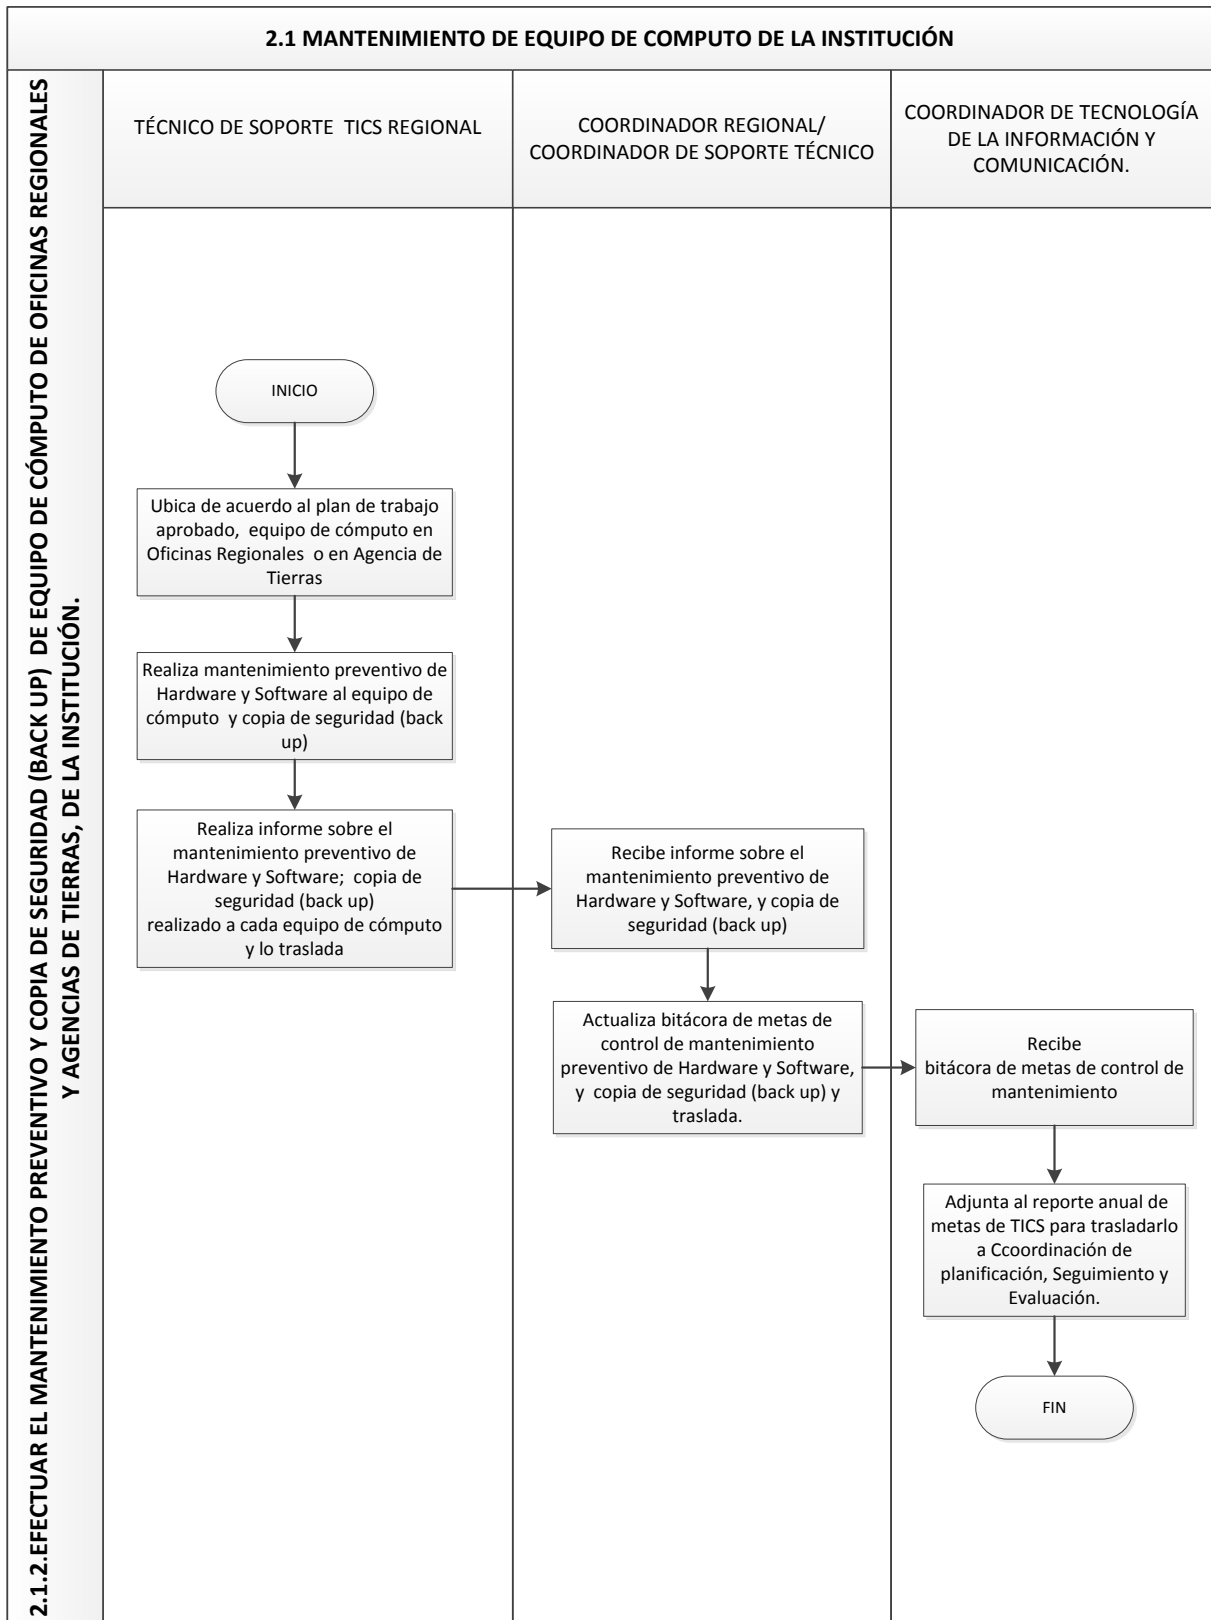 2.1 MANTENIMIENTO DE EQUIPO DE COMPUTO DE LA INSTITUCIÓN
2.1.2.EFECTUAR EL MANTENIMIENTO PREVENTIVO Y COPIA DE SEGURIDAD (BACK UP) DE EQUIPO DE CÓMPUTO DE OFICINAS REGIONALES
Y AGENCIAS DE TIERRAS, DE LA INSTITUCIÓN.
TÉCNICO DE SOPORTE TICS REGIONAL
COORDINADOR REGIONAL/
COORDINADOR DE SOPORTE TÉCNICO
COORDINADOR DE TECNOLOGÍA
DE LA INFORMACIÓN Y
COMUNICACIÓN.
INICIO
Ubica de acuerdo al plan de trabajo
aprobado, equipo de cómputo en
Oficinas Regionales o en Agencia de
Tierras
Realiza mantenimiento preventivo de
Hardware y Software al equipo de
cómputo y copia de seguridad (back
up)
Realiza informe sobre el
mantenimiento preventivo de
Hardware y Software; copia de
seguridad (back up)
realizado a cada equipo de cómputo
y lo traslada
Recibe informe sobre el
mantenimiento preventivo de
Hardware y Software, y copia de
seguridad (back up)
Actualiza bitácora de metas de
control de mantenimiento
preventivo de Hardware y Software,
y copia de seguridad (back up) y
traslada.
Recibe
bitácora de metas de control de
mantenimiento
Adjunta al reporte anual de
metas de TICS para trasladarlo
a Ccoordinación de
planificación, Seguimiento y
Evaluación.
FIN